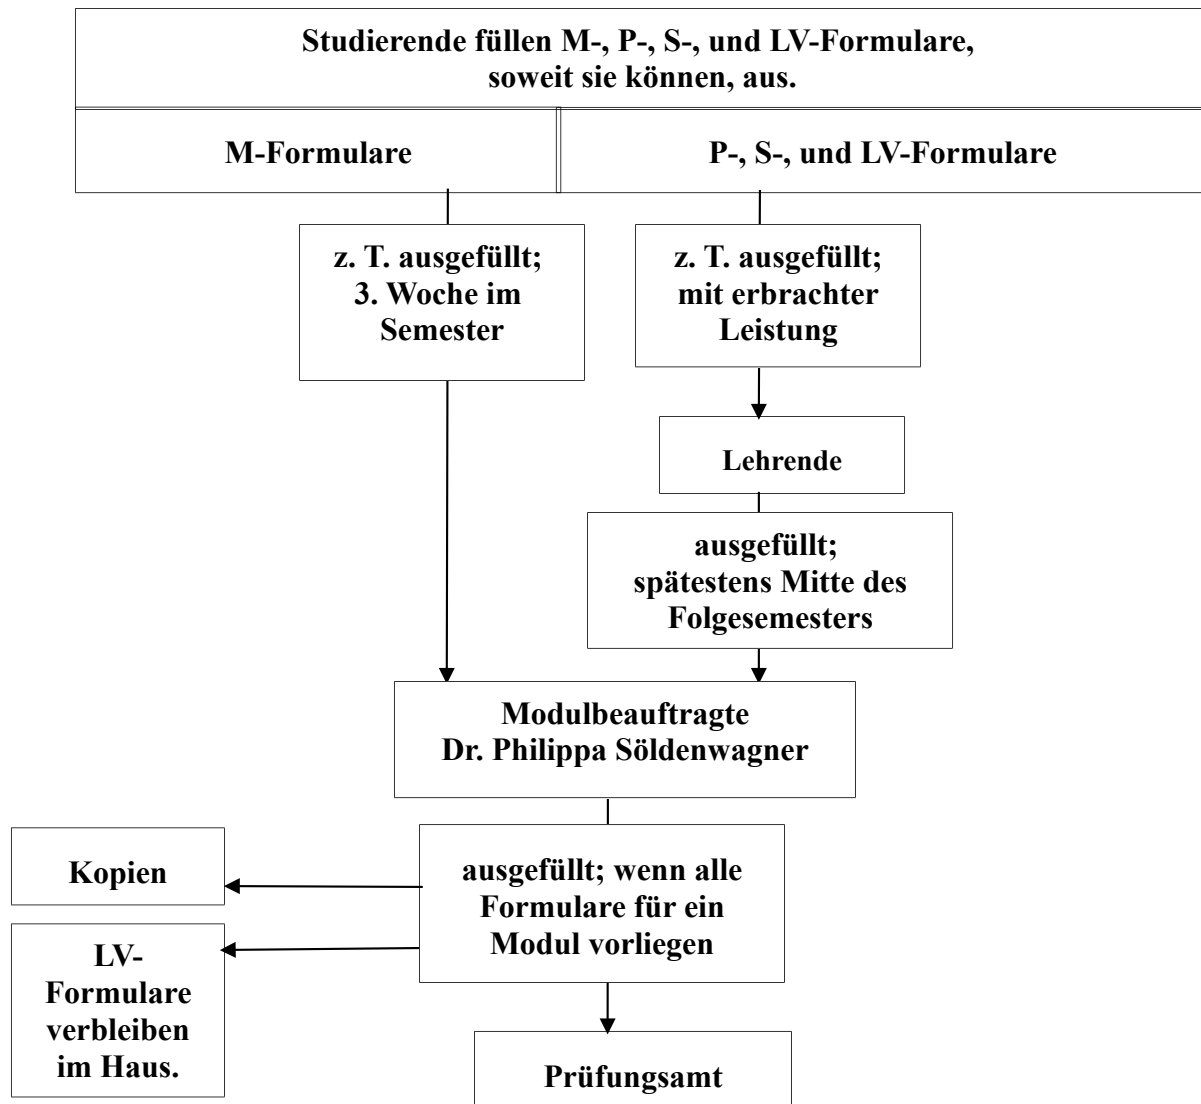 Studierende füllen M-, P-, S-, und LV-Formulare,
soweit sie können, aus.
M-Formulare
P-, S-, und LV-Formulare
z. T. ausgefüllt;
3. Woche im
Semester
z. T. ausgefüllt;
mit erbrachter
Leistung
Lehrende
ausgefüllt;
spätestens Mitte des
Folgesemesters
Modulbeauftragte
Dr. Philippa Söldenwagner
Kopien
ausgefüllt; wenn alle
Formulare für ein
Modul vorliegen
LV-
Formulare
verbleiben
im Haus.
Prüfungsamt